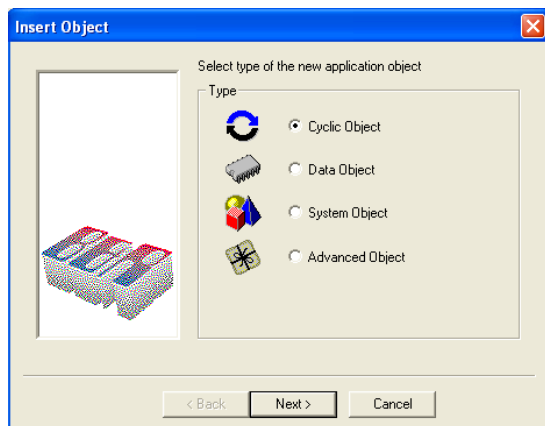 Insert Object
Select type of the new application object
Type
Cyclic Object
Data Object
System Object
Advanced Object
< Back
Next >
Cancel